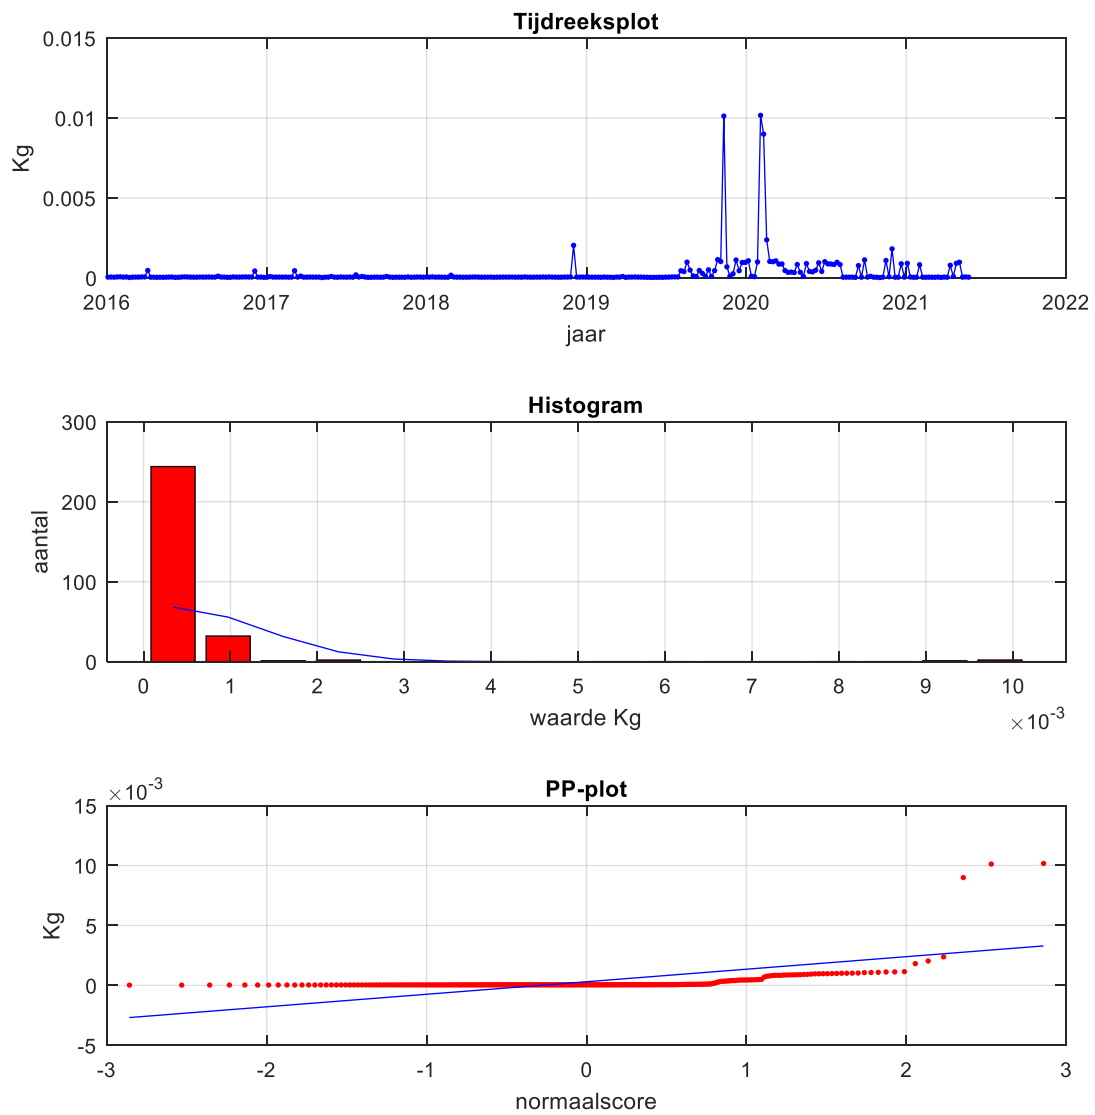 Tijdreeksplot
0.015
0.01
0.005
0
Kg
2016 2017 2018 2019 2020 2021 2022
jaar
Histogram
300
200
100
0
aantal
0 1 2 3 4 5 6 7 8 9 10
waarde Kg
×10-3
PP-plot
×10-3
15
10
5
0
-5
Kg
-3 -2 -1 0 1 2 3
normaalscore